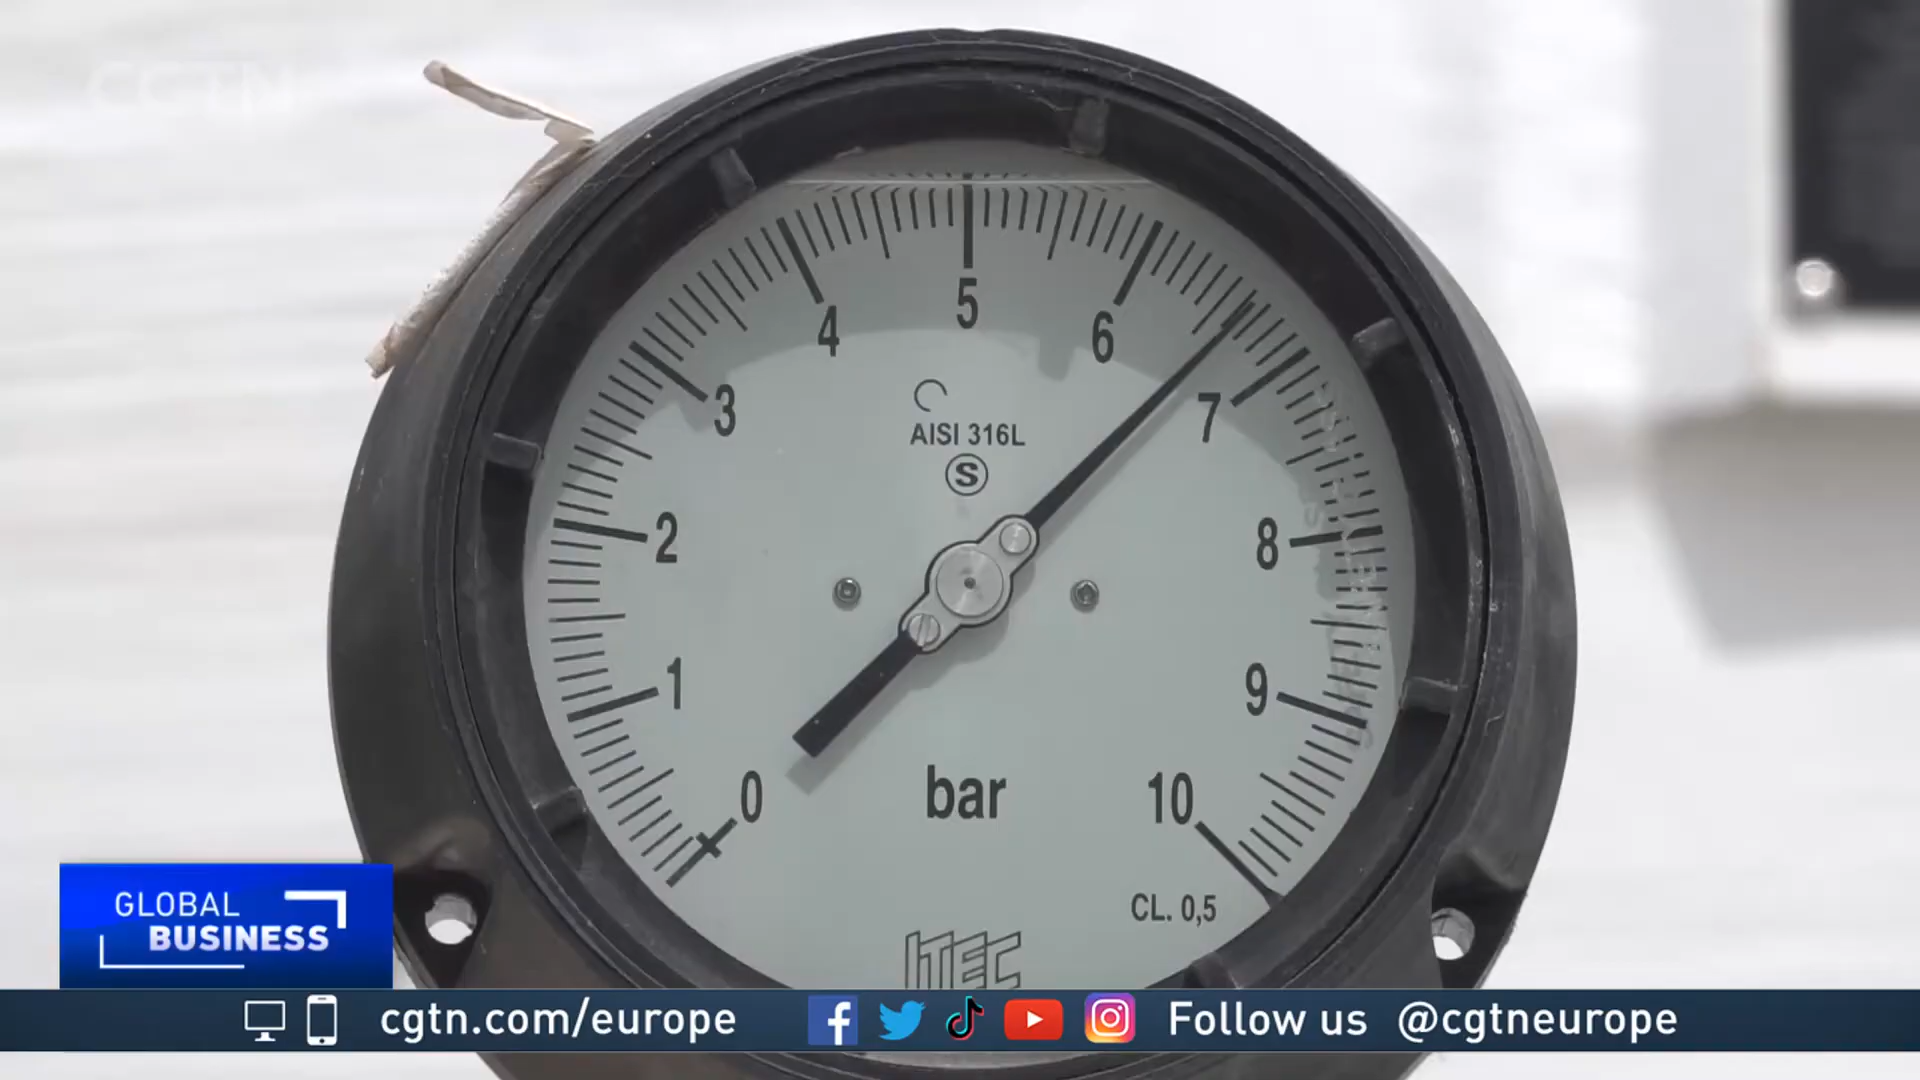 CGTN
5
4
6
3
7
AISI 316L
S
2
8
1
9
0
bar
10
CL. 0,5
ITEC
GLOBAL
BUSINESS
cgtn.com/europe
Follow us @cgtneurope